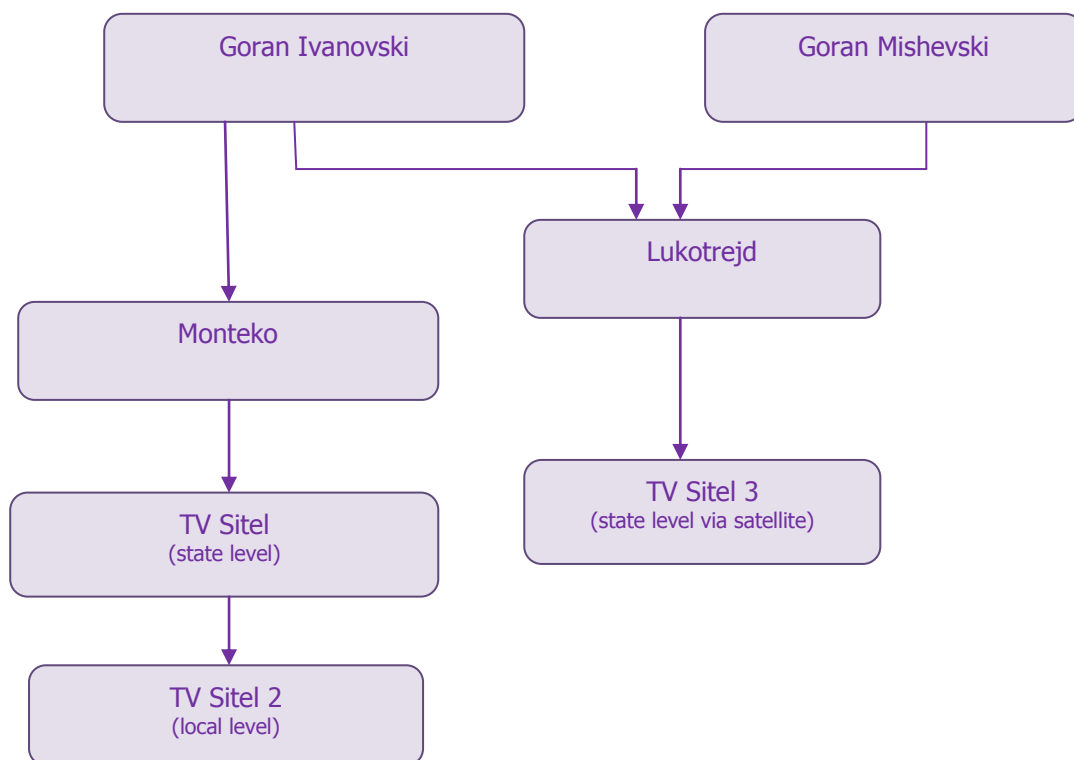 Goran Ivanovski
Goran Mishevski
Lukotrejd
Monteko
TV Sitel 3
(state level via satellite)
TV Sitel
(state level)
TV Sitel 2
(local level)